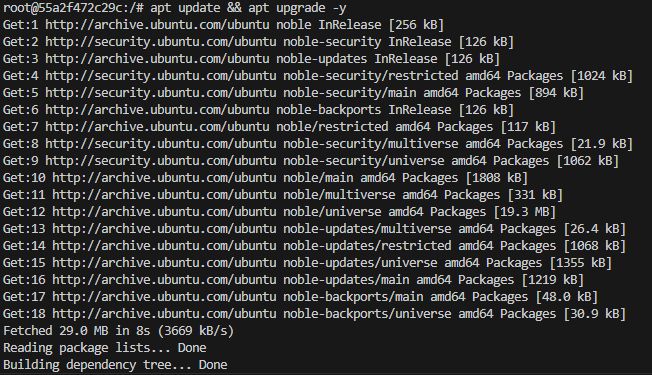 root@55a2f472c29c:/# apt update && apt upgrade -y
Get:1 http://archive.ubuntu.com/ubuntu noble InRelease [256 kB]
Get:2 http://security.ubuntu.com/ubuntu noble-security InRelease [126 kB]
Get:3 http://archive.ubuntu.com/ubuntu noble-updates InRelease [126 kB]
Get:4 http://security.ubuntu.com/ubuntu noble-security/restricted amd64 Packages [1024 kB]
Get:5 http://security.ubuntu.com/ubuntu noble-security/main amd64 Packages [894 kB]
Get:6 http://archive.ubuntu.com/ubuntu noble-backports InRelease [126 kB]
Get:7 http://archive.ubuntu.com/ubuntu noble/restricted amd64 Packages [117 kB]
Get:8 http://security.ubuntu.com/ubuntu noble-security/multiverse amd64 Packages [21.9 kB]
Get:9 http://security.ubuntu.com/ubuntu noble-security/universe amd64 Packages [1062 kB]
Get:10 http://archive.ubuntu.com/ubuntu noble/main amd64 Packages [1808 kB]
Get:11 http://archive.ubuntu.com/ubuntu noble/multiverse amd64 Packages [331 kB]
Get:12 http://archive.ubuntu.com/ubuntu noble/universe amd64 Packages [19.3 MB]
Get:13 http://archive.ubuntu.com/ubuntu noble-updates/multiverse amd64 Packages [26.4 kB]
Get:14 http://archive.ubuntu.com/ubuntu noble-updates/restricted amd64 Packages [1068 kB]
Get:15 http://archive.ubuntu.com/ubuntu noble-updates/universe amd64 Packages [1355 kB]
Get:16 http://archive.ubuntu.com/ubuntu noble-updates/main amd64 Packages [1219 kB]
Get:17 http://archive.ubuntu.com/ubuntu noble-backports/main amd64 Packages [48.0 kB]
Get:18 http://archive.ubuntu.com/ubuntu noble-backports/universe amd64 Packages [30.9 kB]
Fetched 29.0 MB in 8s (3669 kB/s)
Reading package lists... Done
Building dependency tree... Done